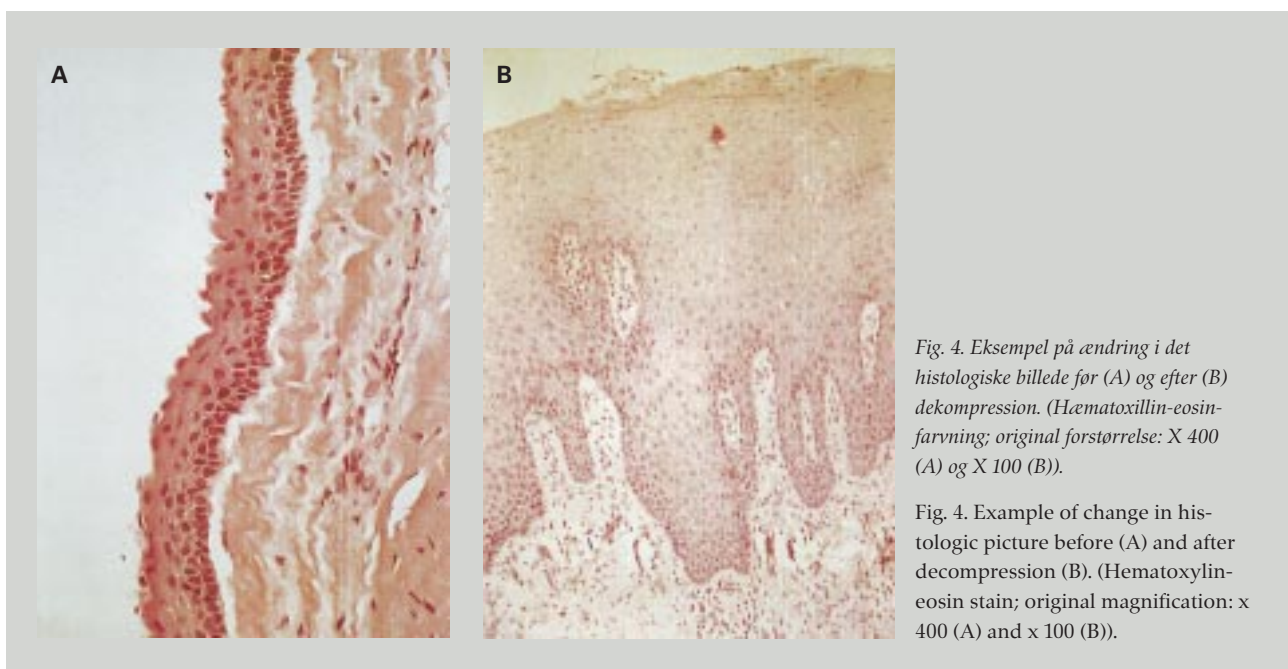 A
B
Fig. 4. Eksempel på ændring i det
histologiske billede før (A) og efter (B)
dekompression. (Hæmatoxillin-eosin-
farvning; original forstørrelse: X 400
(A) og X 100 (B)).
Fig. 4. Example of change in his-
tologic picture before (A) and after
decompression (B). (Hematoxylin-
eosin stain; original magnification: x
400 (A) and x 100 (B)).